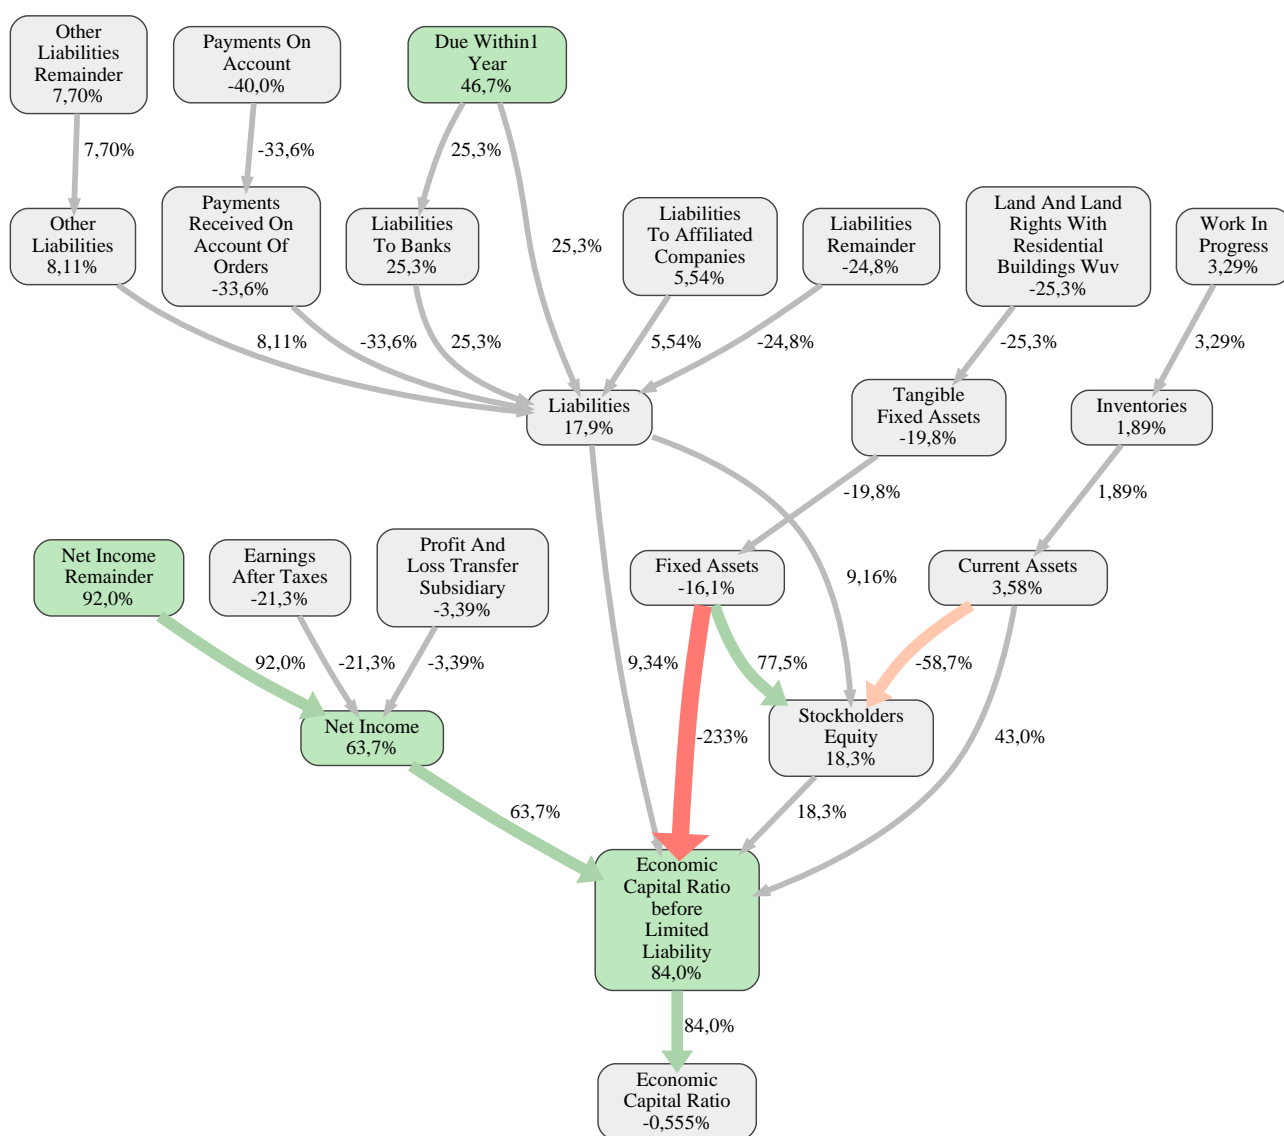 Other
Liabilities
Remainder
7,70%
Payments On
Account
-40,0%
Due Within1
Year
46,7%
7,70%
-33,6%
25,3%
Other
Liabilities
8,11%
Payments
Received On
Account Of
Orders
-33,6%
Liabilities
To Banks
25,3%
25,3%
Liabilities
To Affiliated
Companies
5,54%
Liabilities
Remainder
-24,8%
Land And Land
Rights With
Residential
Buildings Wuv
-25,3%
Work In
Progress
3,29%
8,11%
-33,6%
25,3%
5,54%
-24,8%
-25,3%
3,29%
Liabilities
17,9%
Tangible
Fixed Assets
-19,8%
Inventories
1,89%
-19,8%
1,89%
Net Income
Remainder
92,0%
Earnings
After Taxes
-21,3%
Profit And
Loss Transfer
Subsidiary
-3,39%
Fixed Assets
-16,1%
9,16%
Current Assets
3,58%
92,0%
-21,3%
-3,39%
9,34%
77,5%
-58,7%
Net Income
63,7%
-233%
Stockholders
Equity
18,3%
43,0%
63,7%
18,3%
Economic
Capital Ratio
before
Limited
Liability
84,0%
84,0%
Economic
Capital Ratio
-0,555%